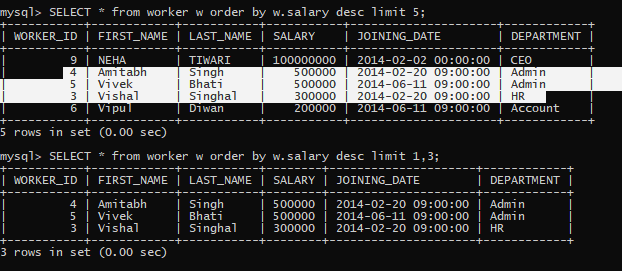 mysql> SELECT * from worker w order by w.salary desc limit 5;
+-----------+------------+-----------+-----------+---------------------+------------+
| WORKER_ID | FIRST_NAME | LAST_NAME | SALARY    | JOINING_DATE        | DEPARTMENT |
+-----------+------------+-----------+-----------+---------------------+------------+
|         9 | NEHA       | TIWARI    | 100000000 | 2014-02-02 00:09:00 | CEO        |
|         4 | Amitabh    | Singh     |    500000 | 2014-02-20 09:00:00 | Admin      |
|         5 | Vivek      | Bhati     |    500000 | 2014-06-11 09:00:00 | Admin      |
|         3 | Vishal     | Singhal   |    300000 | 2014-02-20 09:00:00 | HR         |
|         6 | Vipul      | Diwan     |    200000 | 2014-06-11 09:00:00 | Account    |
+-----------+------------+-----------+-----------+---------------------+------------+
5 rows in set (0.00 sec)
mysql> SELECT * from worker w order by w.salary desc limit 1,3;
+-----------+------------+-----------+--------+---------------------+------------+
| WORKER_ID | FIRST_NAME | LAST_NAME | SALARY | JOINING_DATE        | DEPARTMENT |
+-----------+------------+-----------+--------+---------------------+------------+
|         4 | Amitabh    | Singh     | 500000 | 2014-02-20 09:00:00 | Admin      |
|         5 | Vivek      | Bhati     | 500000 | 2014-06-11 09:00:00 | Admin      |
|         3 | Vishal     | Singhal   | 300000 | 2014-02-20 09:00:00 | HR         |
+-----------+------------+-----------+--------+---------------------+------------+
3 rows in set (0.00 sec)